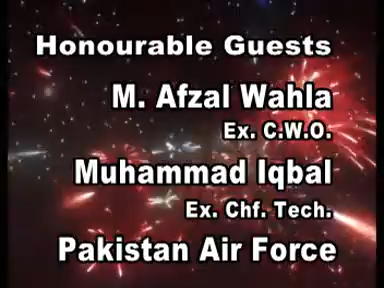 Honourable Guests
M. Afzal Wahla
Ex. C.W.O.
Muhammad Iqbal
Ex. Chf. Tech.
Pakistan Air Force